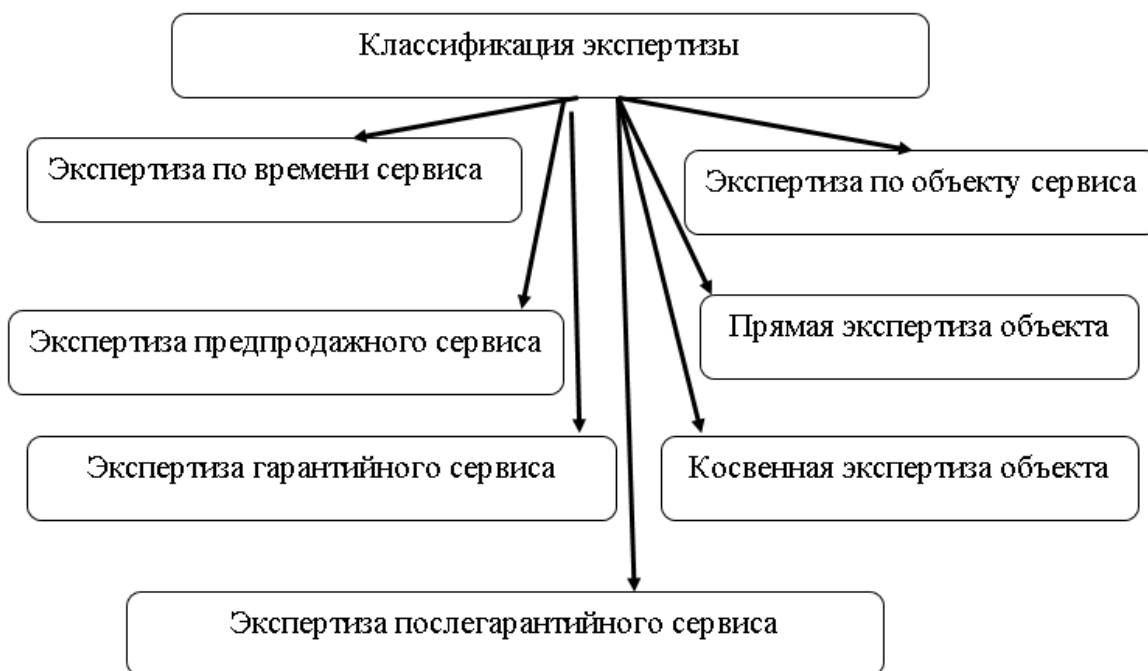 Классификация экспертизы
Экспертиза по времени сервиса
Экспертиза по объекту сервиса
Экспертиза предпродажного сервиса
Прямая экспертиза объекта
Экспертиза гарантийного сервиса
Косвенная экспертиза объекта
Экспертиза послегарантийного сервиса